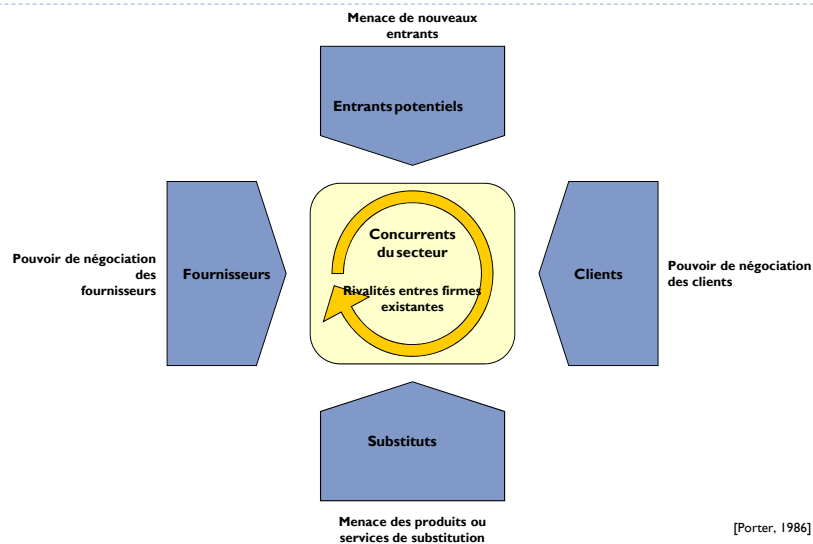 Menace de nouveaux
entrants
Entrants potentiels
Concurrents
du secteur
Rivalités entres firmes
existantes
Pouvoir de négociation
des
fournisseurs
Fournisseurs
Clients
Pouvoir de négociation
des clients
Substituts
Menace des produits ou
services de substitution
[Porter, 1986]